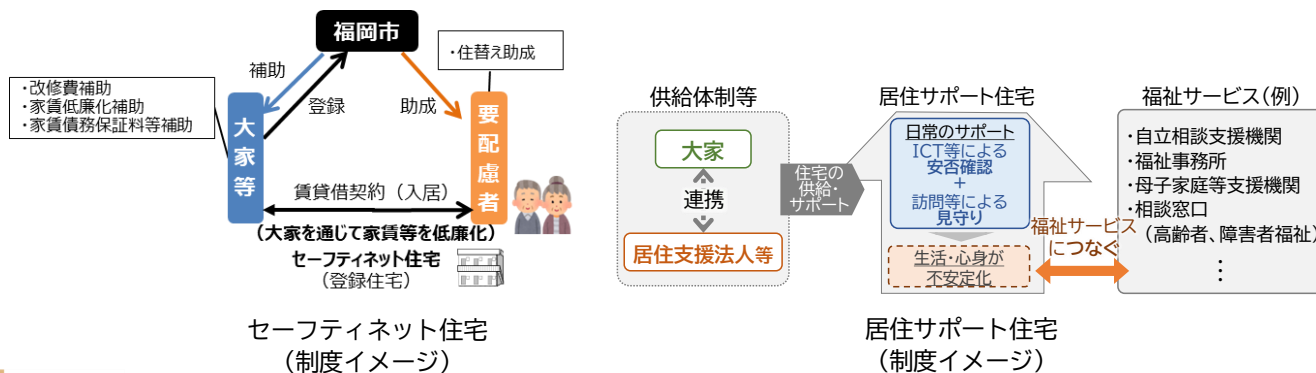 福岡市
・住替え助成
補助
登録
助成
・改修費補助
・家賃低廉化補助
・家賃債務保証料等補助
大家等
要配慮者
賃貸借契約（入居）
（大家を通じて家賃等を低廉化）
セーフティネット住宅
（登録住宅）
セーフティネット住宅
（制度イメージ）
供給体制等
大家
連携
居住支援法人等
住宅の
供給・
サポート
居住サポート住宅
日常のサポート
ICT等による
安否確認
+
訪問等による
見守り
生活・心身が
不安定化
福祉サービス
につなぐ
福祉サービス（例）
・自立相談支援機関
・福祉事務所
・母子家庭等支援機関
・相談窓口
（高齢者、障害者福祉）
⋮
居住サポート住宅
（制度イメージ）